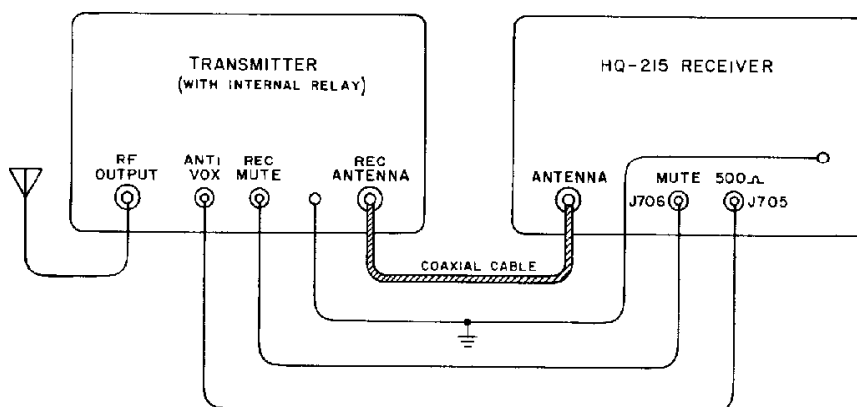 TRANSMITTER
(WITH INTERNAL RELAY)
HQ-215 RECEIVER
RF
OUTPUT
ANTI
VOX
REC
MUTE
REC
ANTENNA
ANTENNA
MUTE
500Ω
J706
J705
COAXIAL CABLE